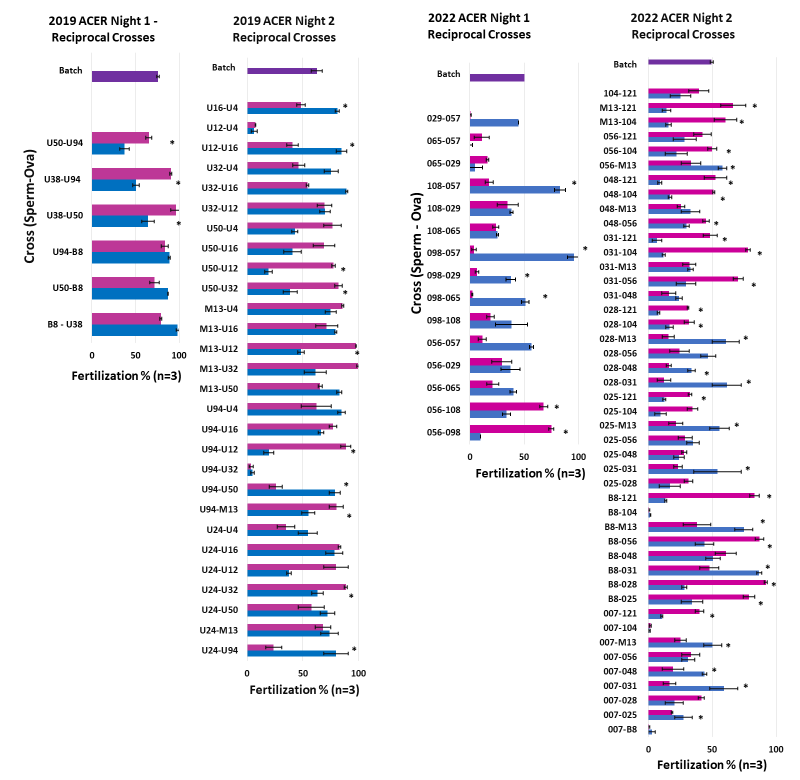 2019 ACER Night 1 -
Reciprocal Crosses
Cross (Sperm-Ova)
Batch
U50-U94
*
U38-U94
*
U38-U50
*
U94-B8
U50-B8
B8 - U38
0 50 100
Fertilization % (n=3)
2019 ACER Night 2
Reciprocal Crosses
Batch
U16-U4
*
U12-U4
U12-U16
*
U32-U4
U32-U16
U32-U12
U50-U4
U50-U16
U50-U12
*
U50-U32
*
M13-U4
M13-U16
M13-U12
*
M13-U32
M13-U50
U94-U4
U94-U16
U94-U12
*
U94-U32
U94-U50
*
U94-M13
*
U24-U4
U24-U16
U24-U12
U24-U32
*
U24-U50
U24-M13
U24-U94
*
0 50 100
Fertilization % (n=3)
2022 ACER Night 1
Reciprocal Crosses
Cross (Sperm - Ova)
Batch
029-057
065-057
065-029
108-057
*
108-029
108-065
098-057
*
098-029
*
098-065
*
098-108
056-057
056-029
056-065
056-108
*
056-098
*
0 50 100
Fertilization % (n=3)
2022 ACER Night 2
Reciprocal Crosses
Batch
104-121
M13-121
*
M13-104
*
056-121
056-104
*
056-M13
*
048-121
*
048-104
*
048-M13
048-056
*
031-121
*
031-104
*
031-M13
031-056
*
031-048
028-121
*
028-104
*
028-M13
*
028-056
028-048
*
028-031
*
025-121
*
025-104
025-M13
*
025-056
025-048
025-031
*
025-028
B8-121
*
B8-104
B8-M13
*
B8-056
*
B8-048
B8-031
*
B8-028
*
B8-025
*
007-121
*
007-104
007-M13
*
007-056
007-048
*
007-031
*
007-028
007-025
*
007-B8
0 50 100
Fertilization % (n=3)